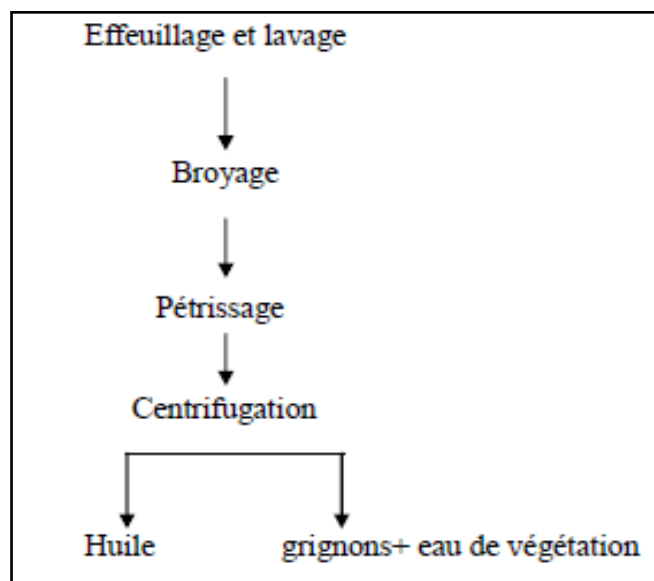 Effeuillage et lavage
Broyage
Pétrissage
Centrifugation
Huile
grignons+ eau de végétation